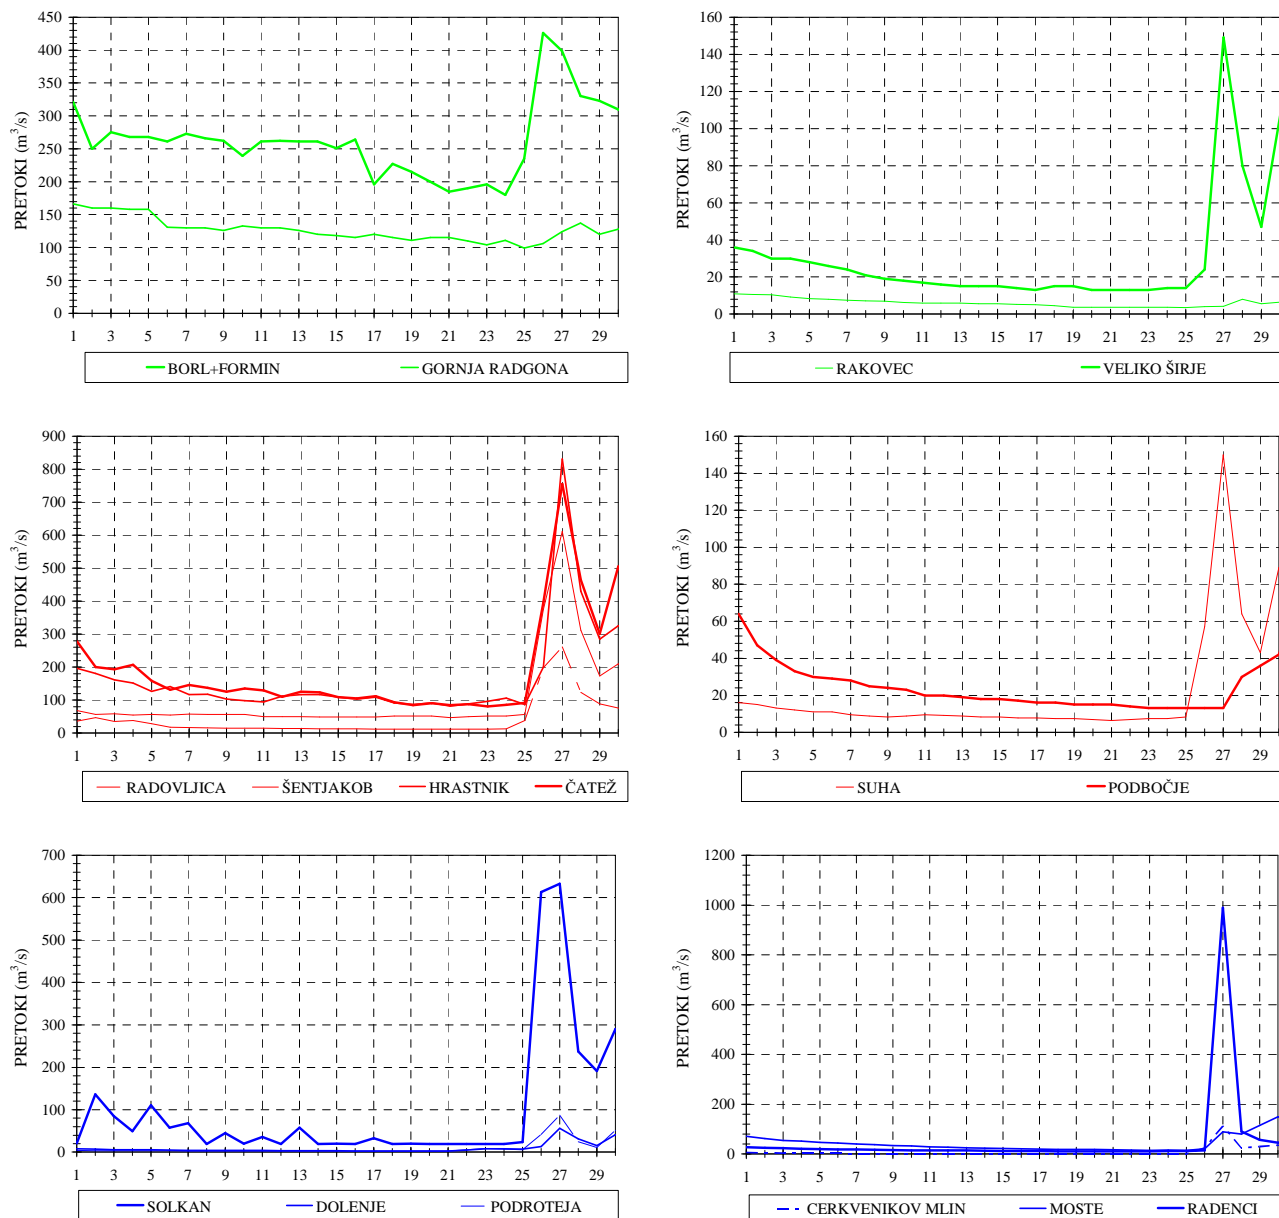 450
400
350
300
250
200
150
100
50
0
PRETOKI (m³/s)
1 3 5 7 9 11 13 15 17 19 21 23 25 27 29
BORL+FORMIN GORNJA RADGONA
160
140
120
100
80
60
40
20
0
PRETOKI (m³/s)
1 3 5 7 9 11 13 15 17 19 21 23 25 27 29
RAKOVEC VELIKO ŠIRJE
900
800
700
600
500
400
300
200
100
0
PRETOKI (m³/s)
1 3 5 7 9 11 13 15 17 19 21 23 25 27 29
RADOVLJICA ŠENTJAKOB HRASTNIK ČATEŽ
160
140
120
100
80
60
40
20
0
PRETOKI (m³/s)
1 3 5 7 9 11 13 15 17 19 21 23 25 27 29
SUHA PODBOČJE
700
600
500
400
300
200
100
0
PRETOKI (m³/s)
1 3 5 7 9 11 13 15 17 19 21 23 25 27 29
SOLKAN DOLENJE PODROTEJA
1200
1000
800
600
400
200
0
PRETOKI (m³/s)
1 3 5 7 9 11 13 15 17 19 21 23 25 27 29
CERKVENIKOV MLIN MOSTE RADENCI